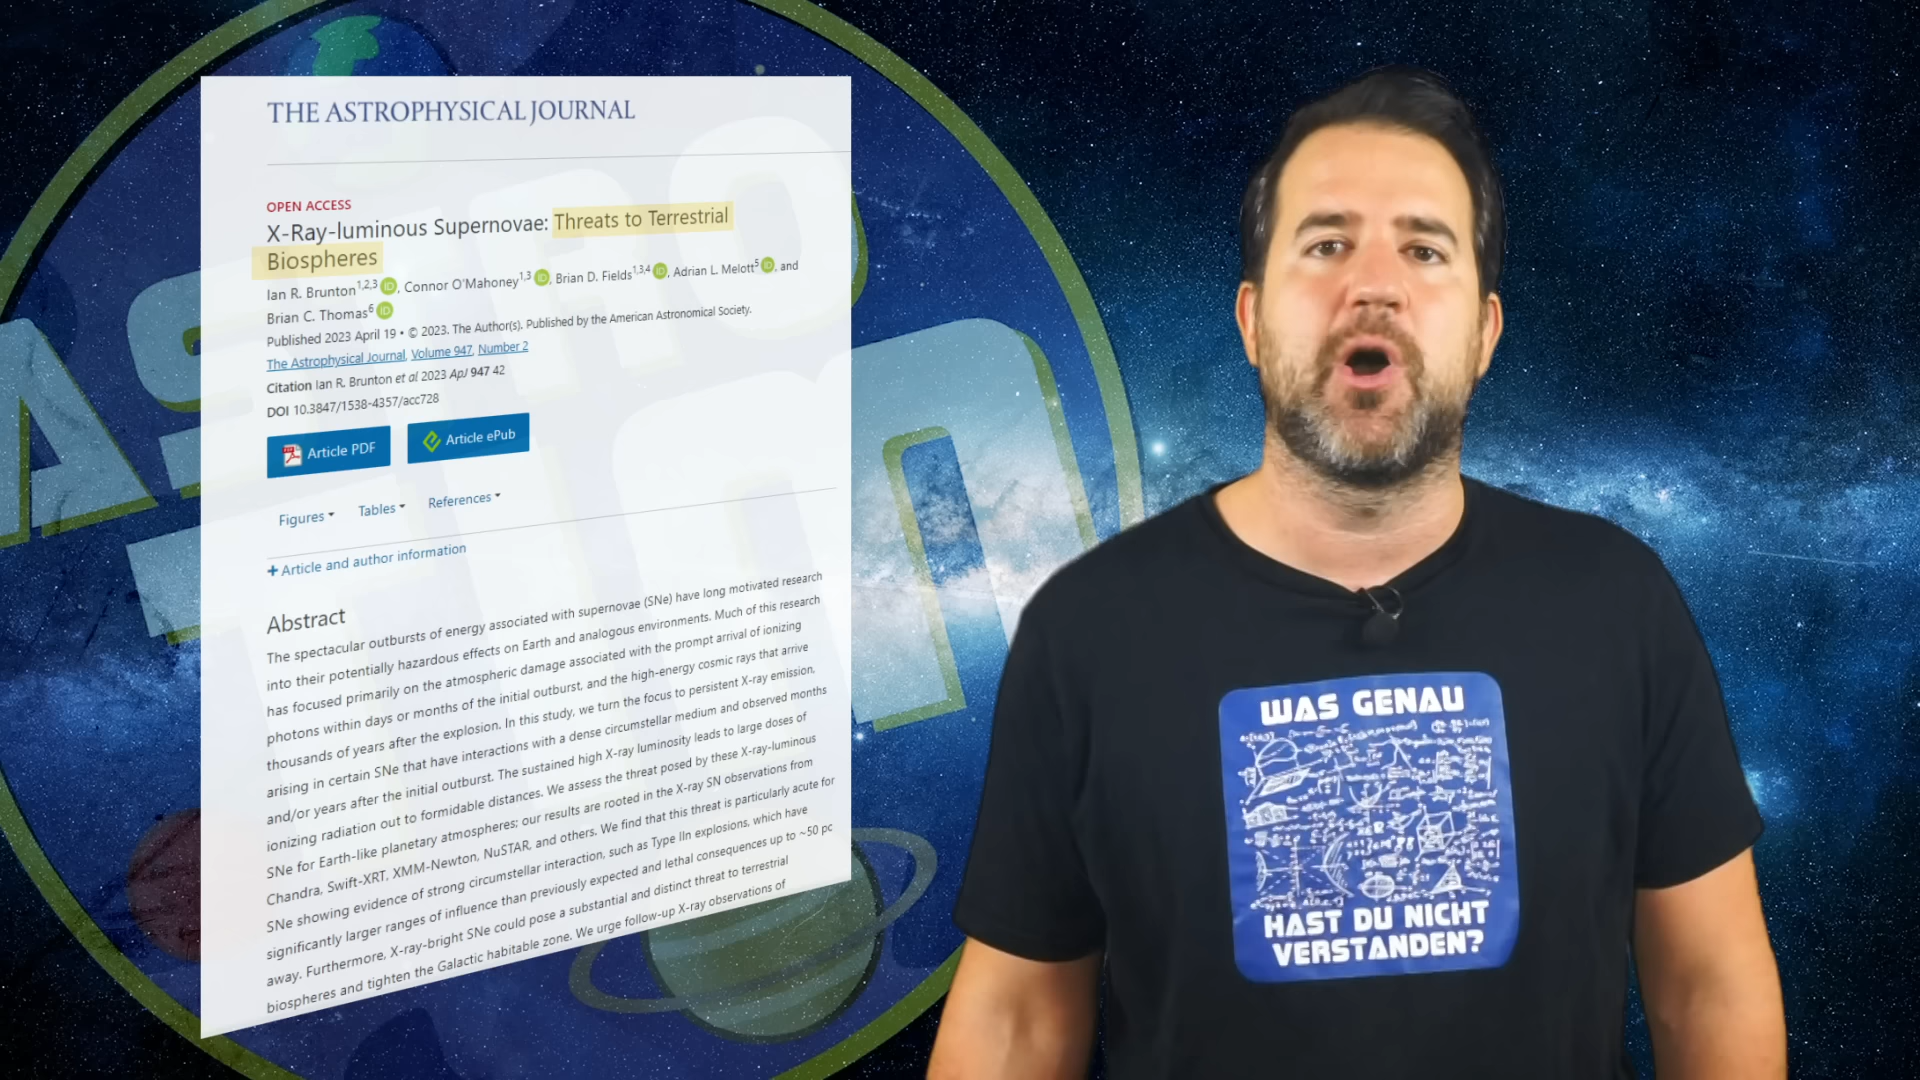 THE ASTROPHYSICAL JOURNAL
OPEN ACCESS
X-Ray-luminous Supernovae: Threats to Terrestrial
Biospheres
Ian R. Brunton1,2,3 iD, Connor O'Mahoney1,3 iD, Brian D. Fields1,3,4 iD, Adrian L. Melott5 iD, and
Brian C. Thomas6 iD
Published 2023 April 19 • © 2023. The Author(s). Published by the American Astronomical Society.
The Astrophysical Journal, Volume 947, Number 2
Citation Ian R. Brunton et al 2023 ApJ 947 42
DOI 10.3847/1538-4357/acc728
Article PDF
Article ePub
Figures
Tables
References
+ Article and author information
Abstract
The spectacular outbursts of energy associated with supernovae (SNe) have long motivated research
into their potentially hazardous effects on Earth and analogous environments. Much of this research
has focused primarily on the atmospheric damage associated with the prompt arrival of ionizing
photons within days or months of the initial outburst, and the high-energy cosmic rays that arrive
thousands of years after the explosion. In this study, we turn the focus to persistent X-ray emission,
arising in certain SNe that have interactions with a dense circumstellar medium and observed months
and/or years after the initial outburst. The sustained high X-ray luminosity leads to large doses of
ionizing radiation out to formidable distances. We assess the threat posed by these X-ray-luminous
SNe for Earth-like planetary atmospheres; our results are rooted in the X-ray SN observations from
Chandra, Swift-XRT, XMM-Newton, NuSTAR, and others. We find that this threat is particularly acute for
SNe showing evidence of strong circumstellar interaction, such as Type IIn explosions, which have
significantly larger ranges of influence than previously expected and lethal consequences up to ~50 pc
away. Furthermore, X-ray-bright SNe could pose a substantial and distinct threat to terrestrial
biospheres and tighten the Galactic habitable zone. We urge follow-up X-ray observations of
WAS GENAU
HAST DU NICHT
VERSTANDEN?